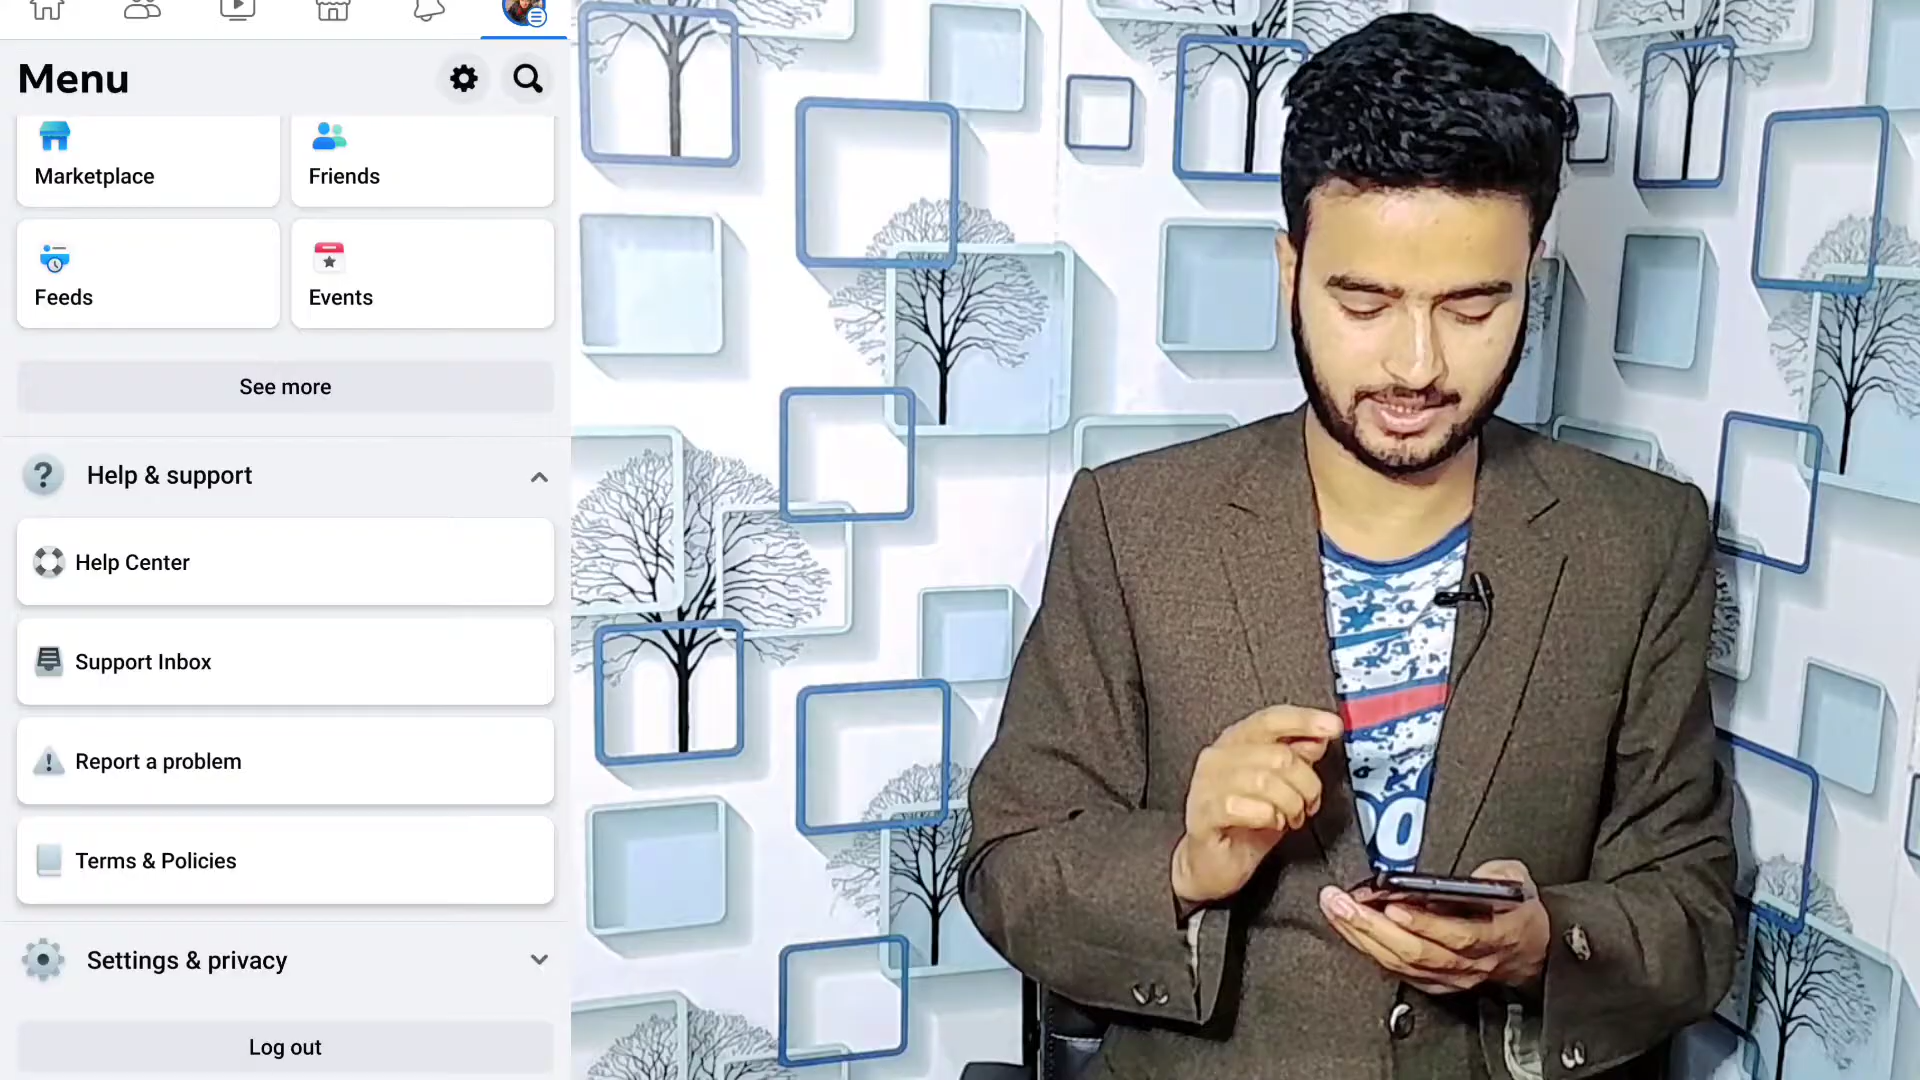 Menu
Marketplace
Friends
Feeds
Events
See more
Help & support
Help Center
Support Inbox
Report a problem
Terms & Policies
Settings & privacy
Log out